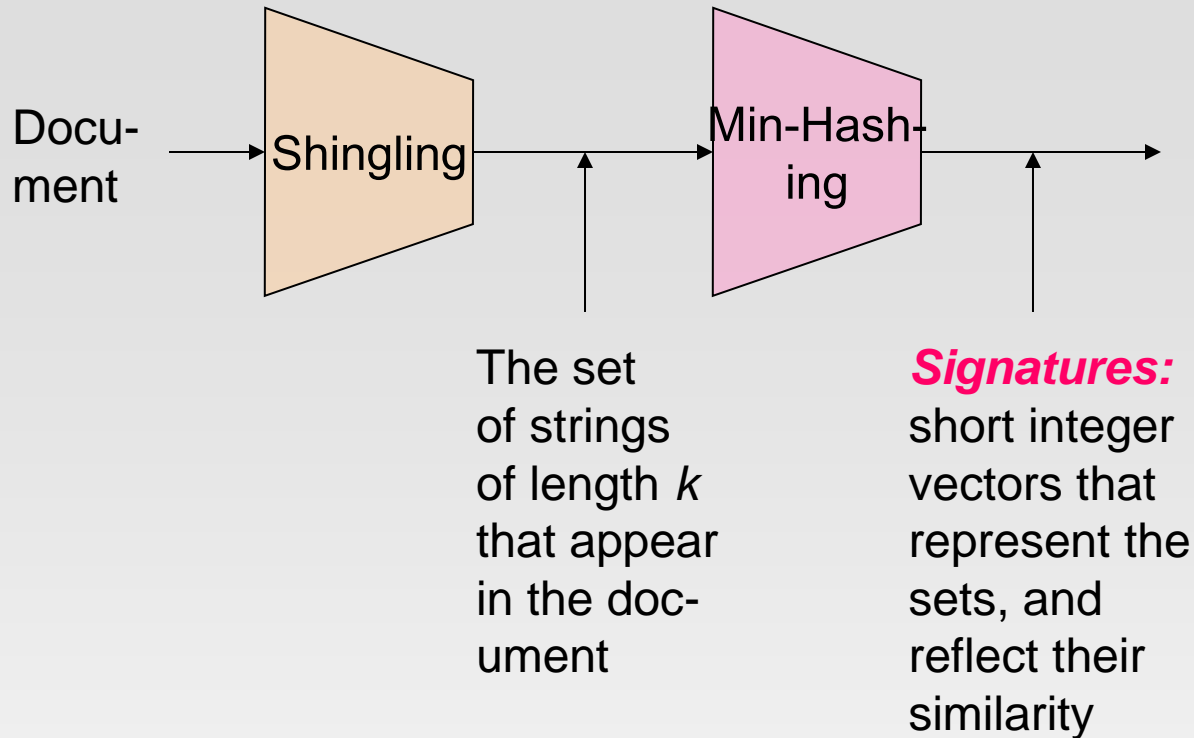 Docu-
ment
Shingling
Min-Hash-
ing
The set
of strings
of length k
that appear
in the doc-
ument
Signatures:
short integer
vectors that
represent the
sets, and
reflect their
similarity